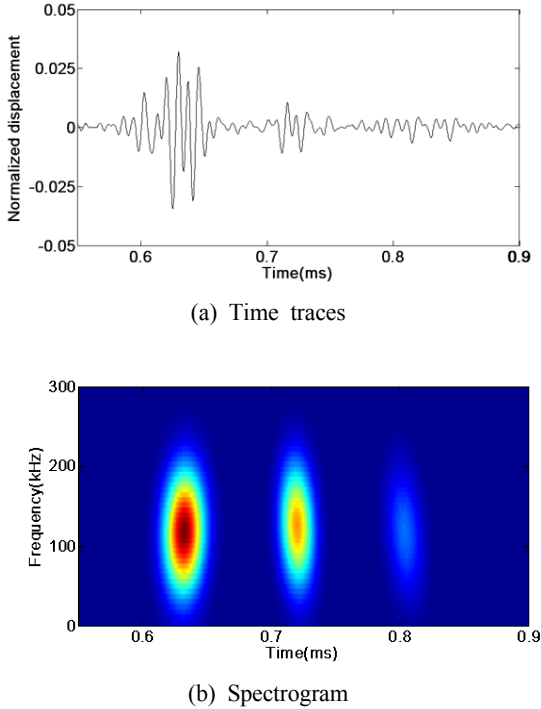 0.05
0.025
0
-0.025
-0.05
Normalized displacement
0.6 0.7 0.8 0.9
Time(ms)
(a) Time traces
300
200
100
0
Frequency(kHz)
0.6 0.7 0.8 0.9
Time(ms)
(b) Spectrogram